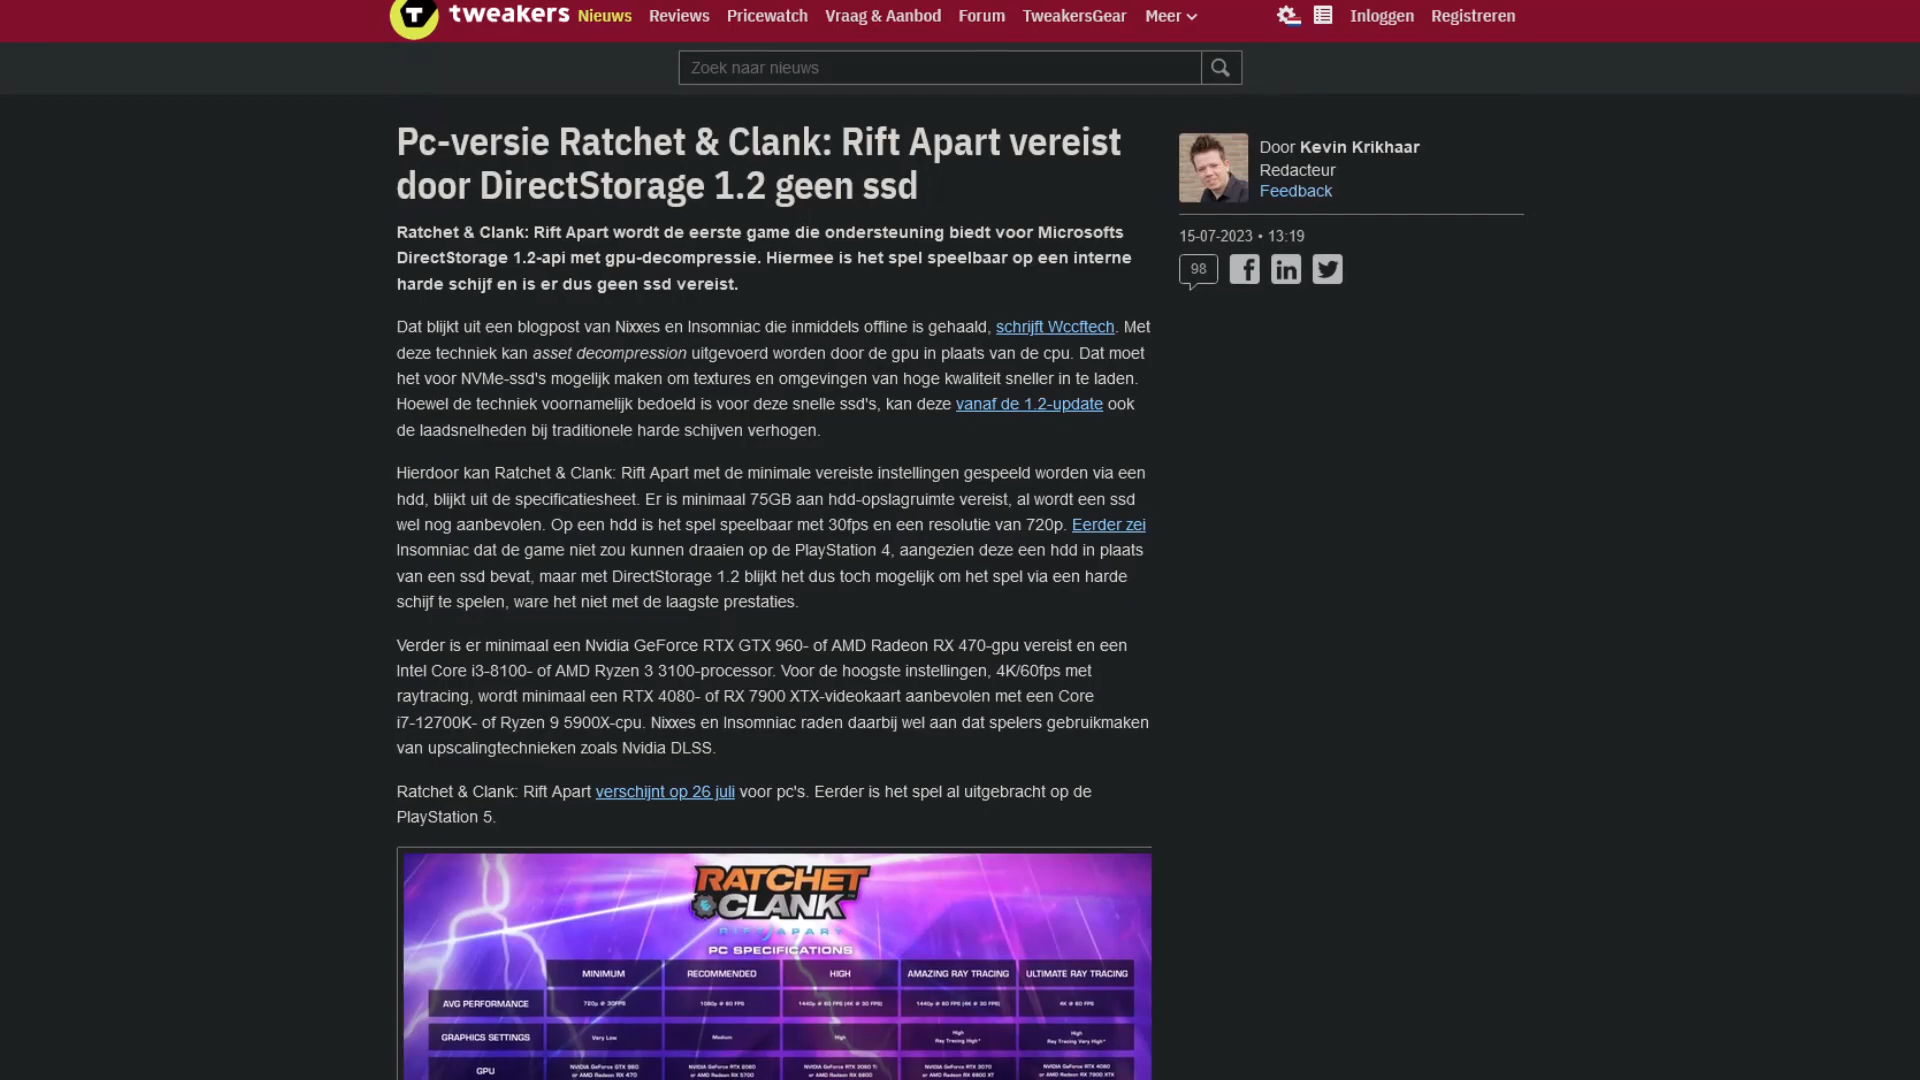 tweakers Nieuws Reviews Pricewatch Vraag & Aanbod Forum TweakersGear Meer Inloggen Registreren
Zoek naar nieuws
Pc-versie Ratchet & Clank: Rift Apart vereist
door DirectStorage 1.2 geen ssd
Door Kevin Krikhaar
Redacteur
Feedback
15-07-2023 • 13:19
98
Ratchet & Clank: Rift Apart wordt de eerste game die ondersteuning biedt voor Microsofts
DirectStorage 1.2-api met gpu-decompressie. Hiermee is het spel speelbaar op een interne
harde schijf en is er dus geen ssd vereist.
Dat blijkt uit een blogpost van Nixxes en Insomniac die inmiddels offline is gehaald, schrijft Wccftech. Met
deze techniek kan asset decompression uitgevoerd worden door de gpu in plaats van de cpu. Dat moet
het voor NVMe-ssd's mogelijk maken om textures en omgevingen van hoge kwaliteit sneller in te laden.
Hoewel de techniek voornamelijk bedoeld is voor deze snelle ssd's, kan deze vanaf de 1.2-update ook
de laadsnelheden bij traditionele harde schijven verhogen.
Hierdoor kan Ratchet & Clank: Rift Apart met de minimale vereiste instellingen gespeeld worden via een
hdd, blijkt uit de specificatiesheet. Er is minimaal 75GB aan hdd-opslagruimte vereist, al wordt een ssd
wel nog aanbevolen. Op een hdd is het spel speelbaar met 30fps en een resolutie van 720p. Eerder zei
Insomniac dat de game niet zou kunnen draaien op de PlayStation 4, aangezien deze een hdd in plaats
van een ssd bevat, maar met DirectStorage 1.2 blijkt het dus toch mogelijk om het spel via een harde
schijf te spelen, ware het niet met de laagste prestaties.
Verder is er minimaal een Nvidia GeForce RTX GTX 960- of AMD Radeon RX 470-gpu vereist en een
Intel Core i3-8100- of AMD Ryzen 3 3100-processor. Voor de hoogste instellingen, 4K/60fps met
raytracing, wordt minimaal een RTX 4080- of RX 7900 XTX-videokaart aanbevolen met een Core
i7-12700K- of Ryzen 9 5900X-cpu. Nixxes en Insomniac raden daarbij wel aan dat spelers gebruikmaken
van upscalingtechnieken zoals Nvidia DLSS.
Ratchet & Clank: Rift Apart verschijnt op 26 juli voor pc's. Eerder is het spel al uitgebracht op de
PlayStation 5.
RATCHET
CLANK
RIFT APART
PC SPECIFICATIONS
MINIMUM RECOMMENDED HIGH AMAZING RAY TRACING ULTIMATE RAY TRACING
AVG PERFORMANCE 720p @ 30FPS 1080p @ 60 FPS 1440p @ 60 FPS (4K @ 30 FPS) 1440p @ 60 FPS (4K @ 30 FPS) 4K @ 60 FPS
GRAPHICS SETTINGS Very Low Medium High High High
Ray Tracing High* Ray Tracing Very High*
GPU NVIDIA GeForce GTX 960 NVIDIA GeForce RTX 2060 NVIDIA GeForce RTX 3060 Ti NVIDIA GeForce RTX 3070 NVIDIA GeForce RTX 4080
or AMD Radeon RX 470 or AMD Radeon RX 5700 or AMD Radeon RX 6800 or AMD Radeon RX 6800 XT or AMD Radeon RX 7900 XTX